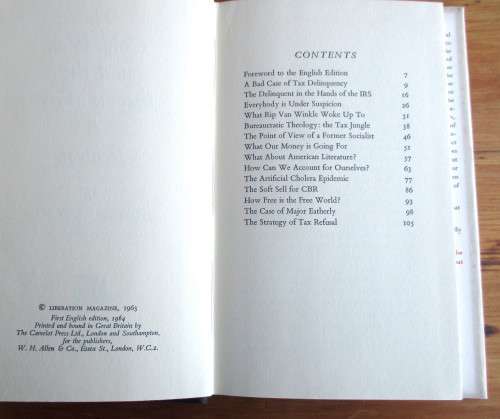 © LIBERATION MAGAZINE, 1963
First English edition, 1964
Printed and bound in Great Britain by
The Camelot Press Ltd., London and Southampton,
for the publishers,
W. H. Allen & Co., Essex St., London, W.C.2.
CONTENTS
Foreword to the English Edition 7
A Bad Case of Tax Delinquency 9
The Delinquent in the Hands of the IRS 16
Everybody is Under Suspicion 26
What Rip Van Winkle Woke Up To 31
Bureaucratic Theology: the Tax Jungle 38
The Point of View of a Former Socialist 46
What Our Money is Going For 52
What About American Literature? 57
How Can We Account for Ourselves? 63
The Artificial Cholera Epidemic 77
The Soft Sell for CBR 86
How Free is the Free World? 93
The Case of Major Eatherly 96
The Strategy of Tax Refusal 105